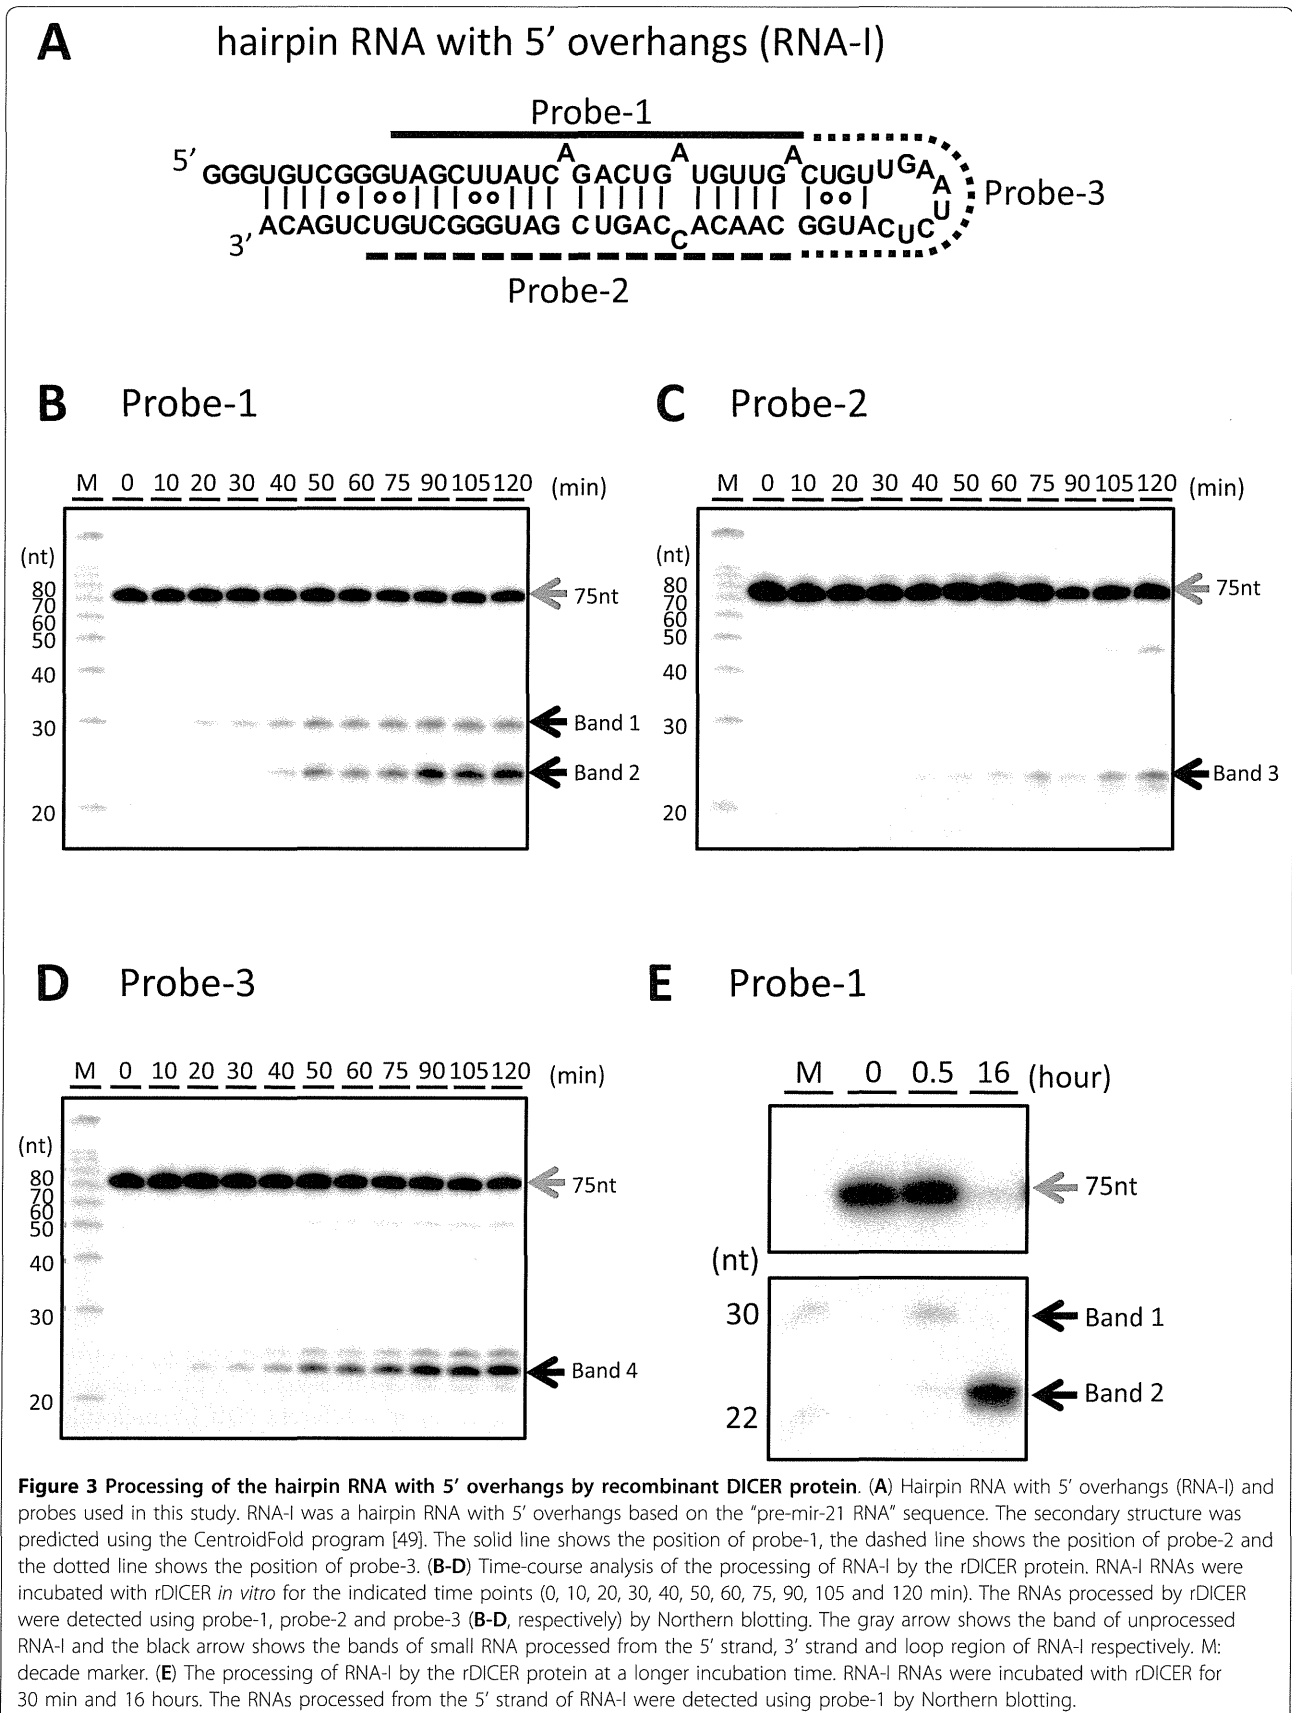 A hairpin RNA with 5′ overhangs (RNA-I)
Probe-1
5′ GGGUGUCGGGUAGCUUAUC A GACUG A UGUUG A CUGUUGAA
Probe-3
U
3′ ACAGUCUGUCGGGUAG CUGAC C ACAAC GGUACUC
Probe-2
B Probe-1
M 0 10 20 30 40 50 60 75 90 105 120 (min)
(nt)
80
70
60
50
40
30
20
75nt
Band 1
Band 2
C Probe-2
M 0 10 20 30 40 50 60 75 90 105 120 (min)
(nt)
80
70
60
50
40
30
20
75nt
Band 3
D Probe-3
M 0 10 20 30 40 50 60 75 90 105 120 (min)
(nt)
80
70
60
50
40
30
20
75nt
Band 4
E Probe-1
M 0 0.5 16 (hour)
75nt
(nt)
30
22
Band 1
Band 2
Figure 3 Processing of the hairpin RNA with 5′ overhangs by recombinant DICER protein. (A) Hairpin RNA with 5′ overhangs (RNA-I) and
probes used in this study. RNA-I was a hairpin RNA with 5′ overhangs based on the "pre-mir-21 RNA" sequence. The secondary structure was
predicted using the CentroidFold program [49]. The solid line shows the position of probe-1, the dashed line shows the position of probe-2 and
the dotted line shows the position of probe-3. (B-D) Time-course analysis of the processing of RNA-I by the rDICER protein. RNA-I RNAs were
incubated with rDICER in vitro for the indicated time points (0, 10, 20, 30, 40, 50, 60, 75, 90, 105 and 120 min). The RNAs processed by rDICER
were detected using probe-1, probe-2 and probe-3 (B-D, respectively) by Northern blotting. The gray arrow shows the band of unprocessed
RNA-I and the black arrow shows the bands of small RNA processed from the 5′ strand, 3′ strand and loop region of RNA-I respectively. M:
decade marker. (E) The processing of RNA-I by the rDICER protein at a longer incubation time. RNA-I RNAs were incubated with rDICER for
30 min and 16 hours. The RNAs processed from the 5′ strand of RNA-I were detected using probe-1 by Northern blotting.